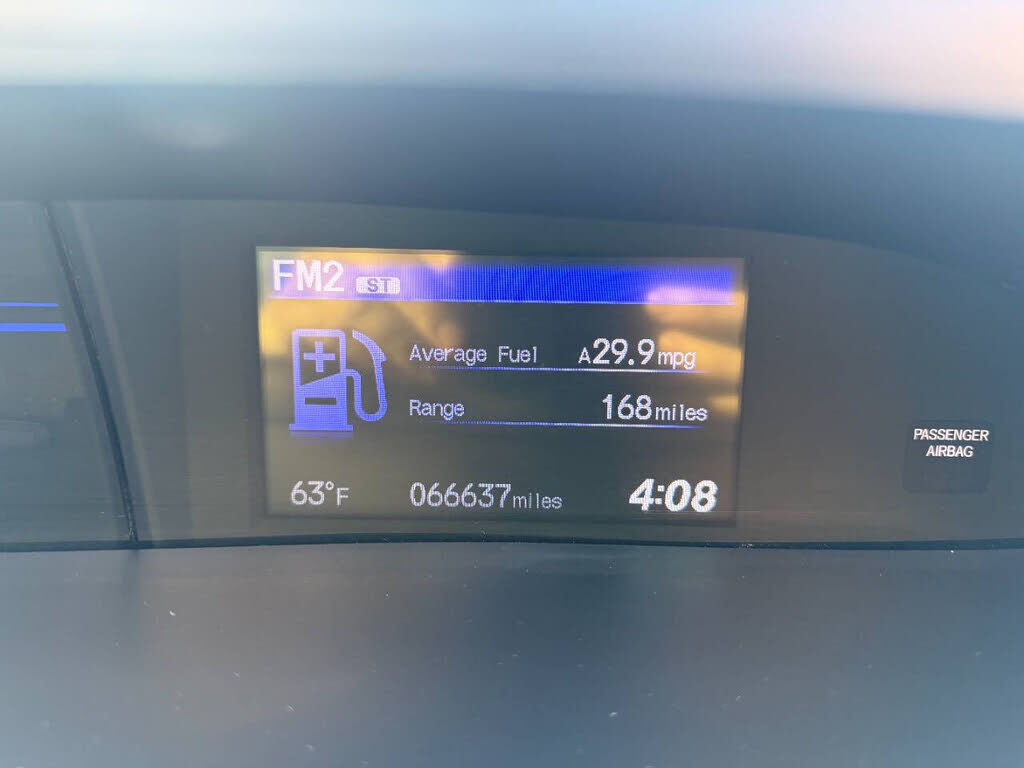 FM2 ST
Average Fuel A29.9mpg
Range 168miles
63°F 066637miles 4:08
PASSENGER
AIRBAG